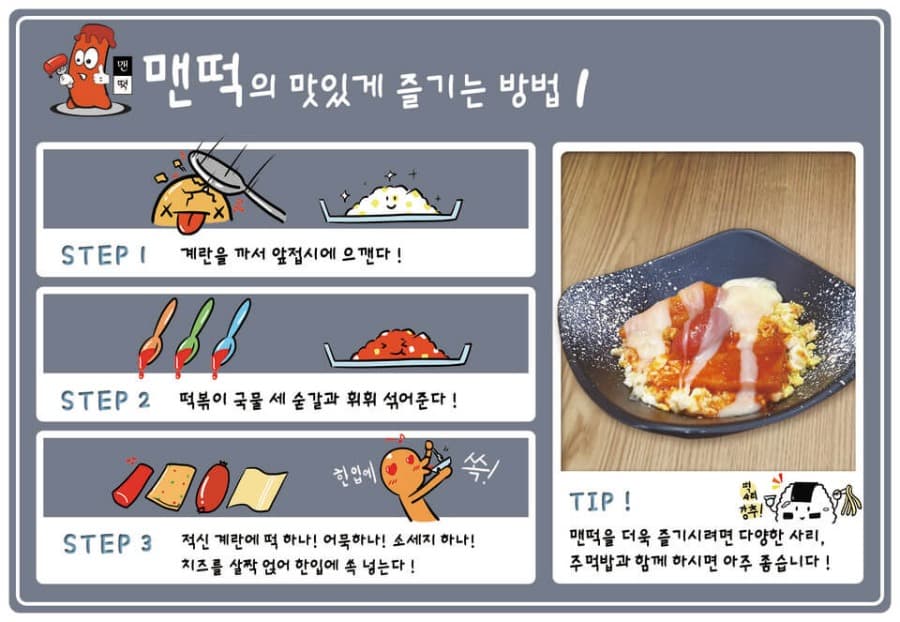 맨
떡
맨떡의 맛있게 즐기는 방법!
STEP 1
계란을 까서 앞접시에 으깬다!
STEP 2
떡볶이 국물 세 숟갈과 휘휘 섞어준다!
한입에
쏙!
STEP 3
적신 계란에 떡 하나! 어묵하나! 소세지 하나!
치즈를 살짝 얹어 한입에 쏙 넣는다!
TIP!
강추!
맨떡을 더욱 즐기시려면 다양한 사리,
주먹밥과 함께 하시면 아주 좋습니다!